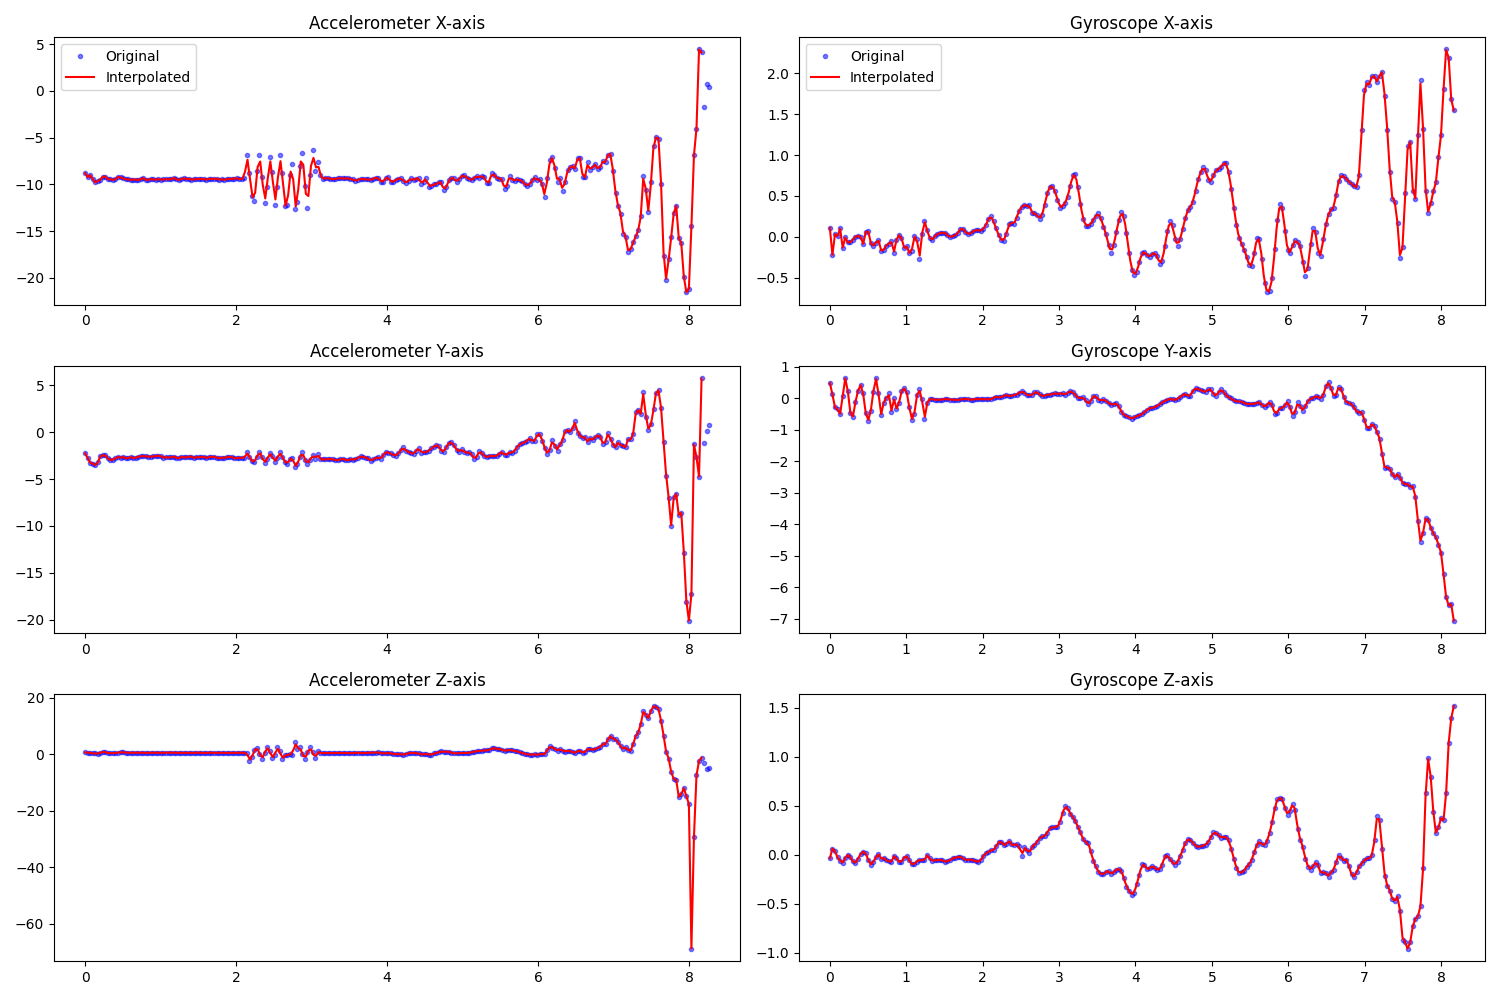 Accelerometer X-axis
5
0
−5
−10
−15
−20
Original
Interpolated
0 2 4 6 8
Gyroscope X-axis
2.0
1.5
1.0
0.5
0.0
−0.5
Original
Interpolated
0 1 2 3 4 5 6 7 8
Accelerometer Y-axis
5
0
−5
−10
−15
−20
0 2 4 6 8
Gyroscope Y-axis
1
0
−1
−2
−3
−4
−5
−6
−7
0 1 2 3 4 5 6 7 8
Accelerometer Z-axis
20
0
−20
−40
−60
0 2 4 6 8
Gyroscope Z-axis
1.5
1.0
0.5
0.0
−0.5
−1.0
0 1 2 3 4 5 6 7 8